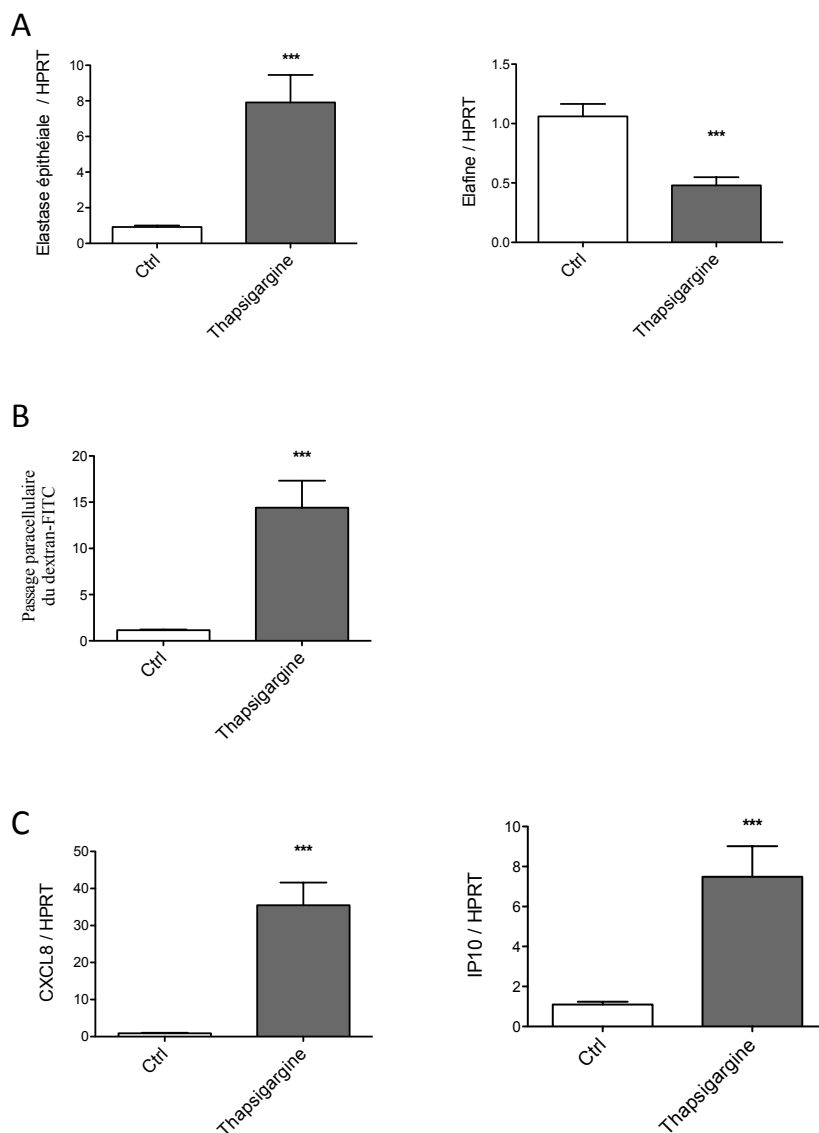 A
Elastase épithéiale / HPRT
10
8
6
4
2
0
***
Ctrl
Thapsigargine
Elafine / HPRT
1.5
1.0
0.5
0.0
***
Ctrl
Thapsigargine
B
Passage paracellulaire
du dextran-FITC
20
15
10
5
0
***
Ctrl
Thapsigargine
C
CXCL8 / HPRT
50
40
30
20
10
0
***
Ctrl
Thapsigargine
IP10 / HPRT
10
8
6
4
2
0
***
Ctrl
Thapsigargine